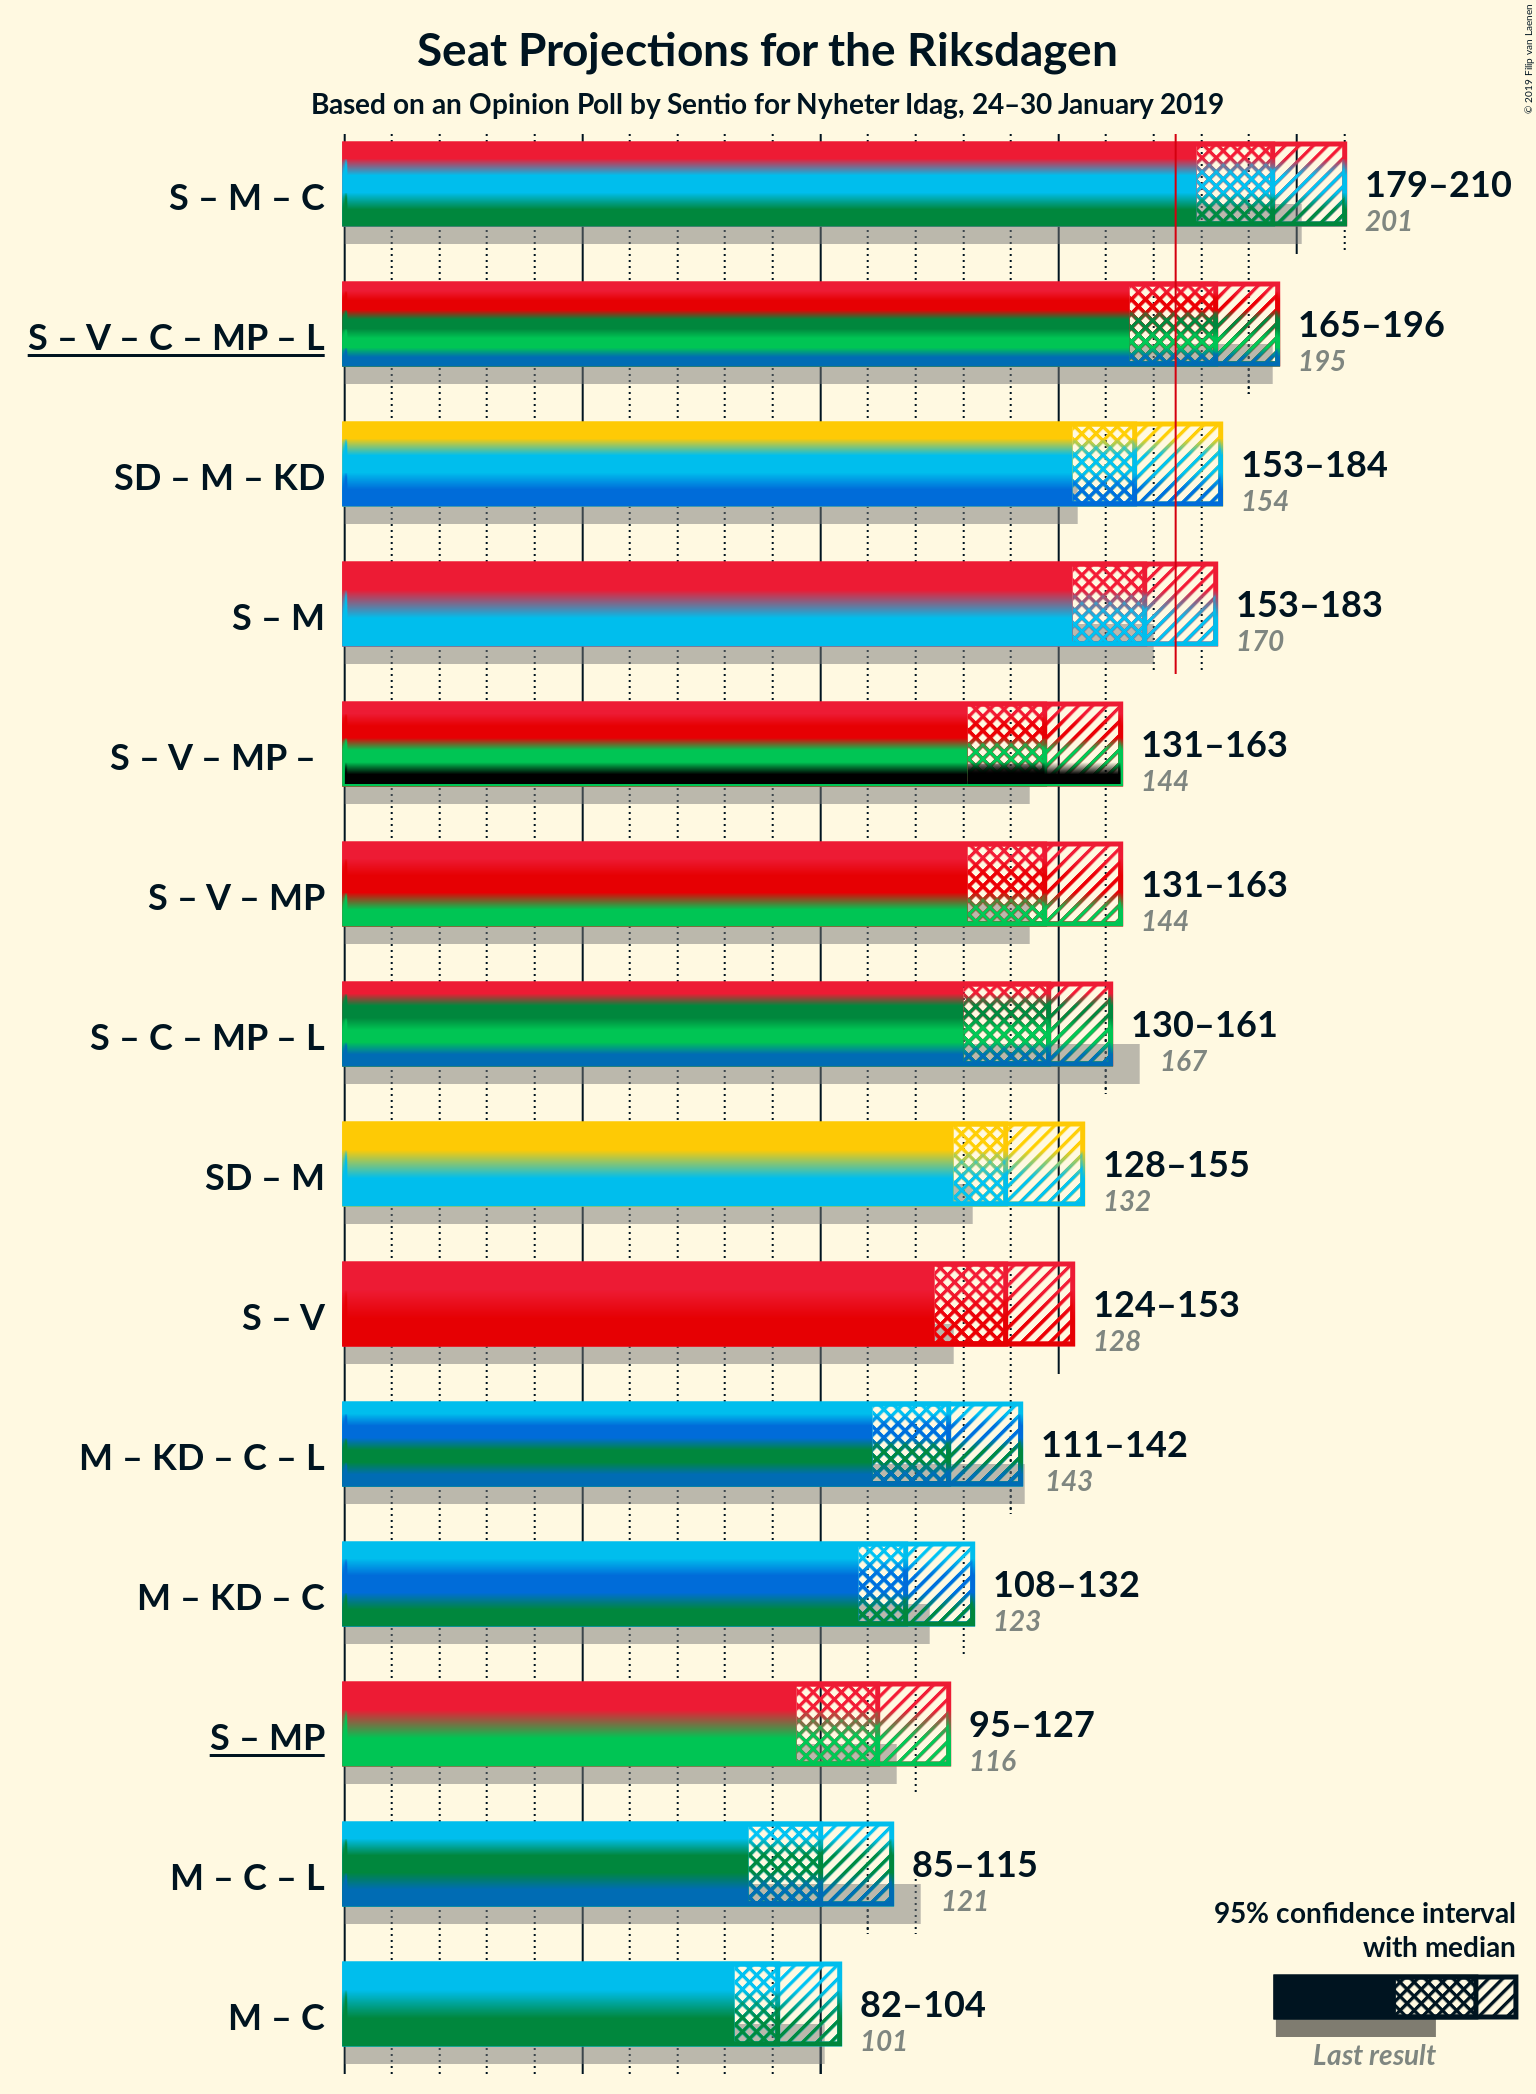 Seat Projections for the Riksdagen
Based on an Opinion Poll by Sentio for Nyheter Idag, 24–30 January 2019
© 2019 Filip van Laenen
S – M – C
179–210
201
S – V – C – MP – L
165–196
195
SD – M – KD
153–184
154
S – M
153–183
170
S – V – MP –
131–163
144
S – V – MP
131–163
144
S – C – MP – L
130–161
167
SD – M
128–155
132
S – V
124–153
128
M – KD – C – L
111–142
143
M – KD – C
108–132
123
S – MP
95–127
116
M – C – L
85–115
121
M – C
82–104
101
95% confidence interval
with median
Last result